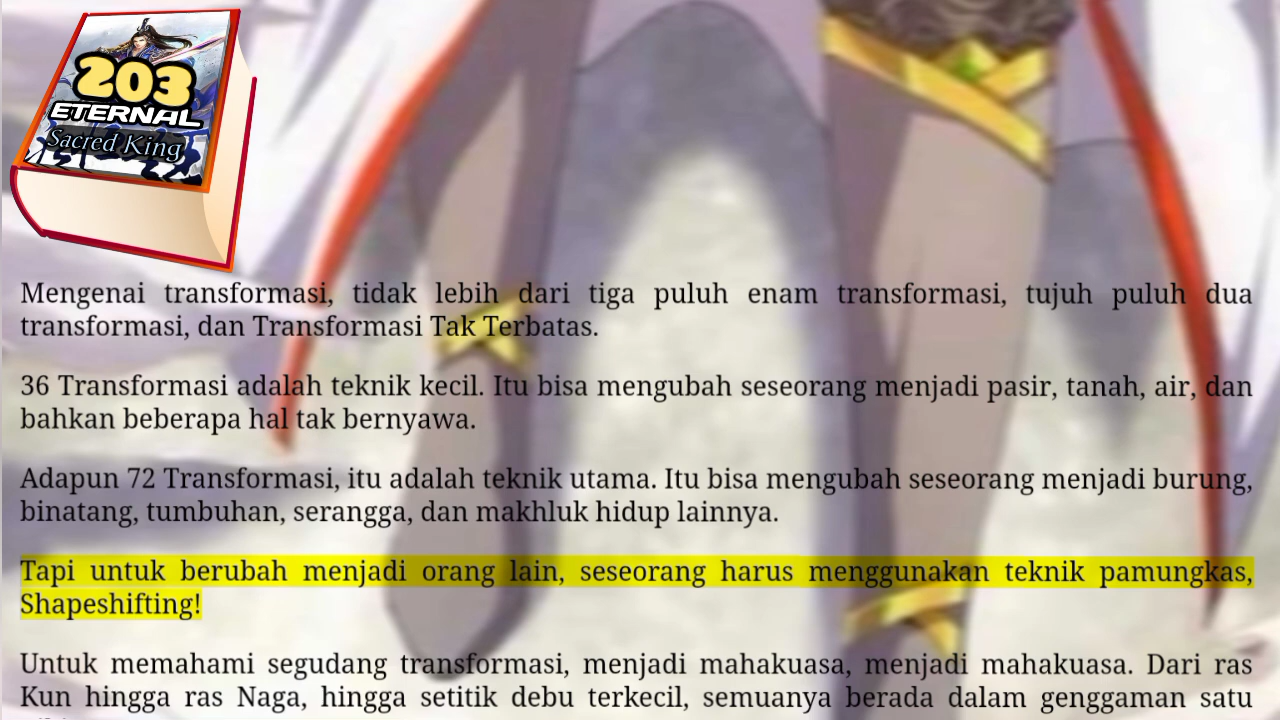 203
ETERNAL
Sacred King
Mengenai transformasi, tidak lebih dari tiga puluh enam transformasi, tujuh puluh dua
transformasi, dan Transformasi Tak Terbatas.
36 Transformasi adalah teknik kecil. Itu bisa mengubah seseorang menjadi pasir, tanah, air, dan
bahkan beberapa hal tak bernyawa.
Adapun 72 Transformasi, itu adalah teknik utama. Itu bisa mengubah seseorang menjadi burung,
binatang, tumbuhan, serangga, dan makhluk hidup lainnya.
Tapi untuk berubah menjadi orang lain, seseorang harus menggunakan teknik pamungkas,
Shapeshifting!
Untuk memahami segudang transformasi, menjadi mahakuasa, menjadi mahakuasa. Dari ras
Kun hingga ras Naga, hingga setitik debu terkecil, semuanya berada dalam genggaman satu